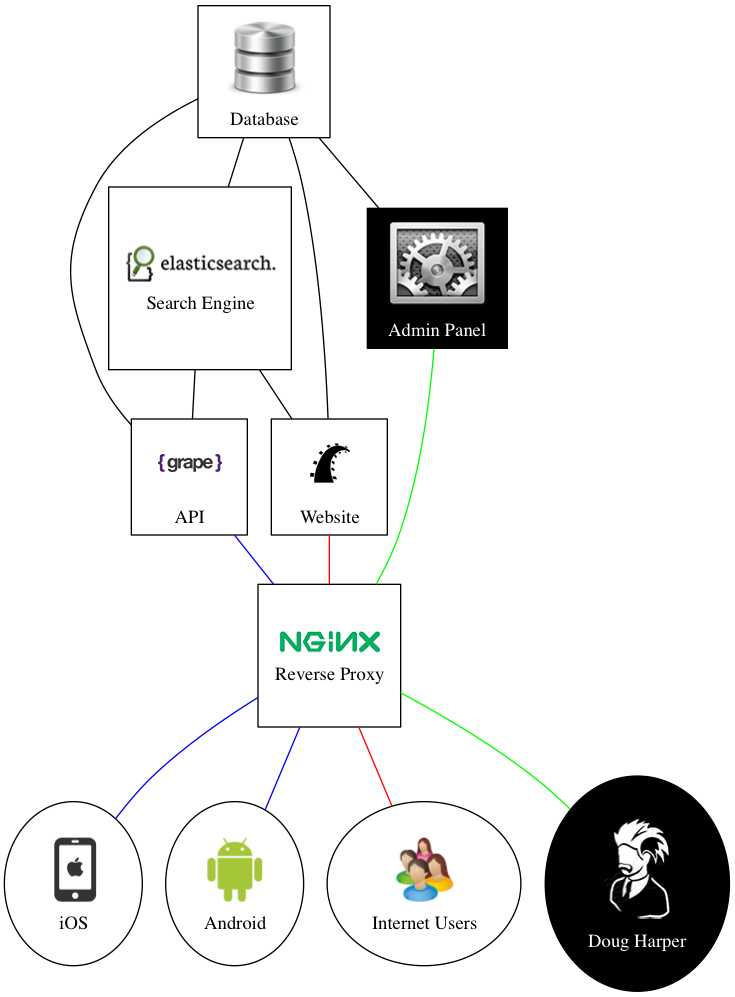 Database
elasticsearch.
Search Engine
Admin Panel
{grape}
API
Website
NGiNX
Reverse Proxy
iOS
Android
Internet Users
Doug Harper